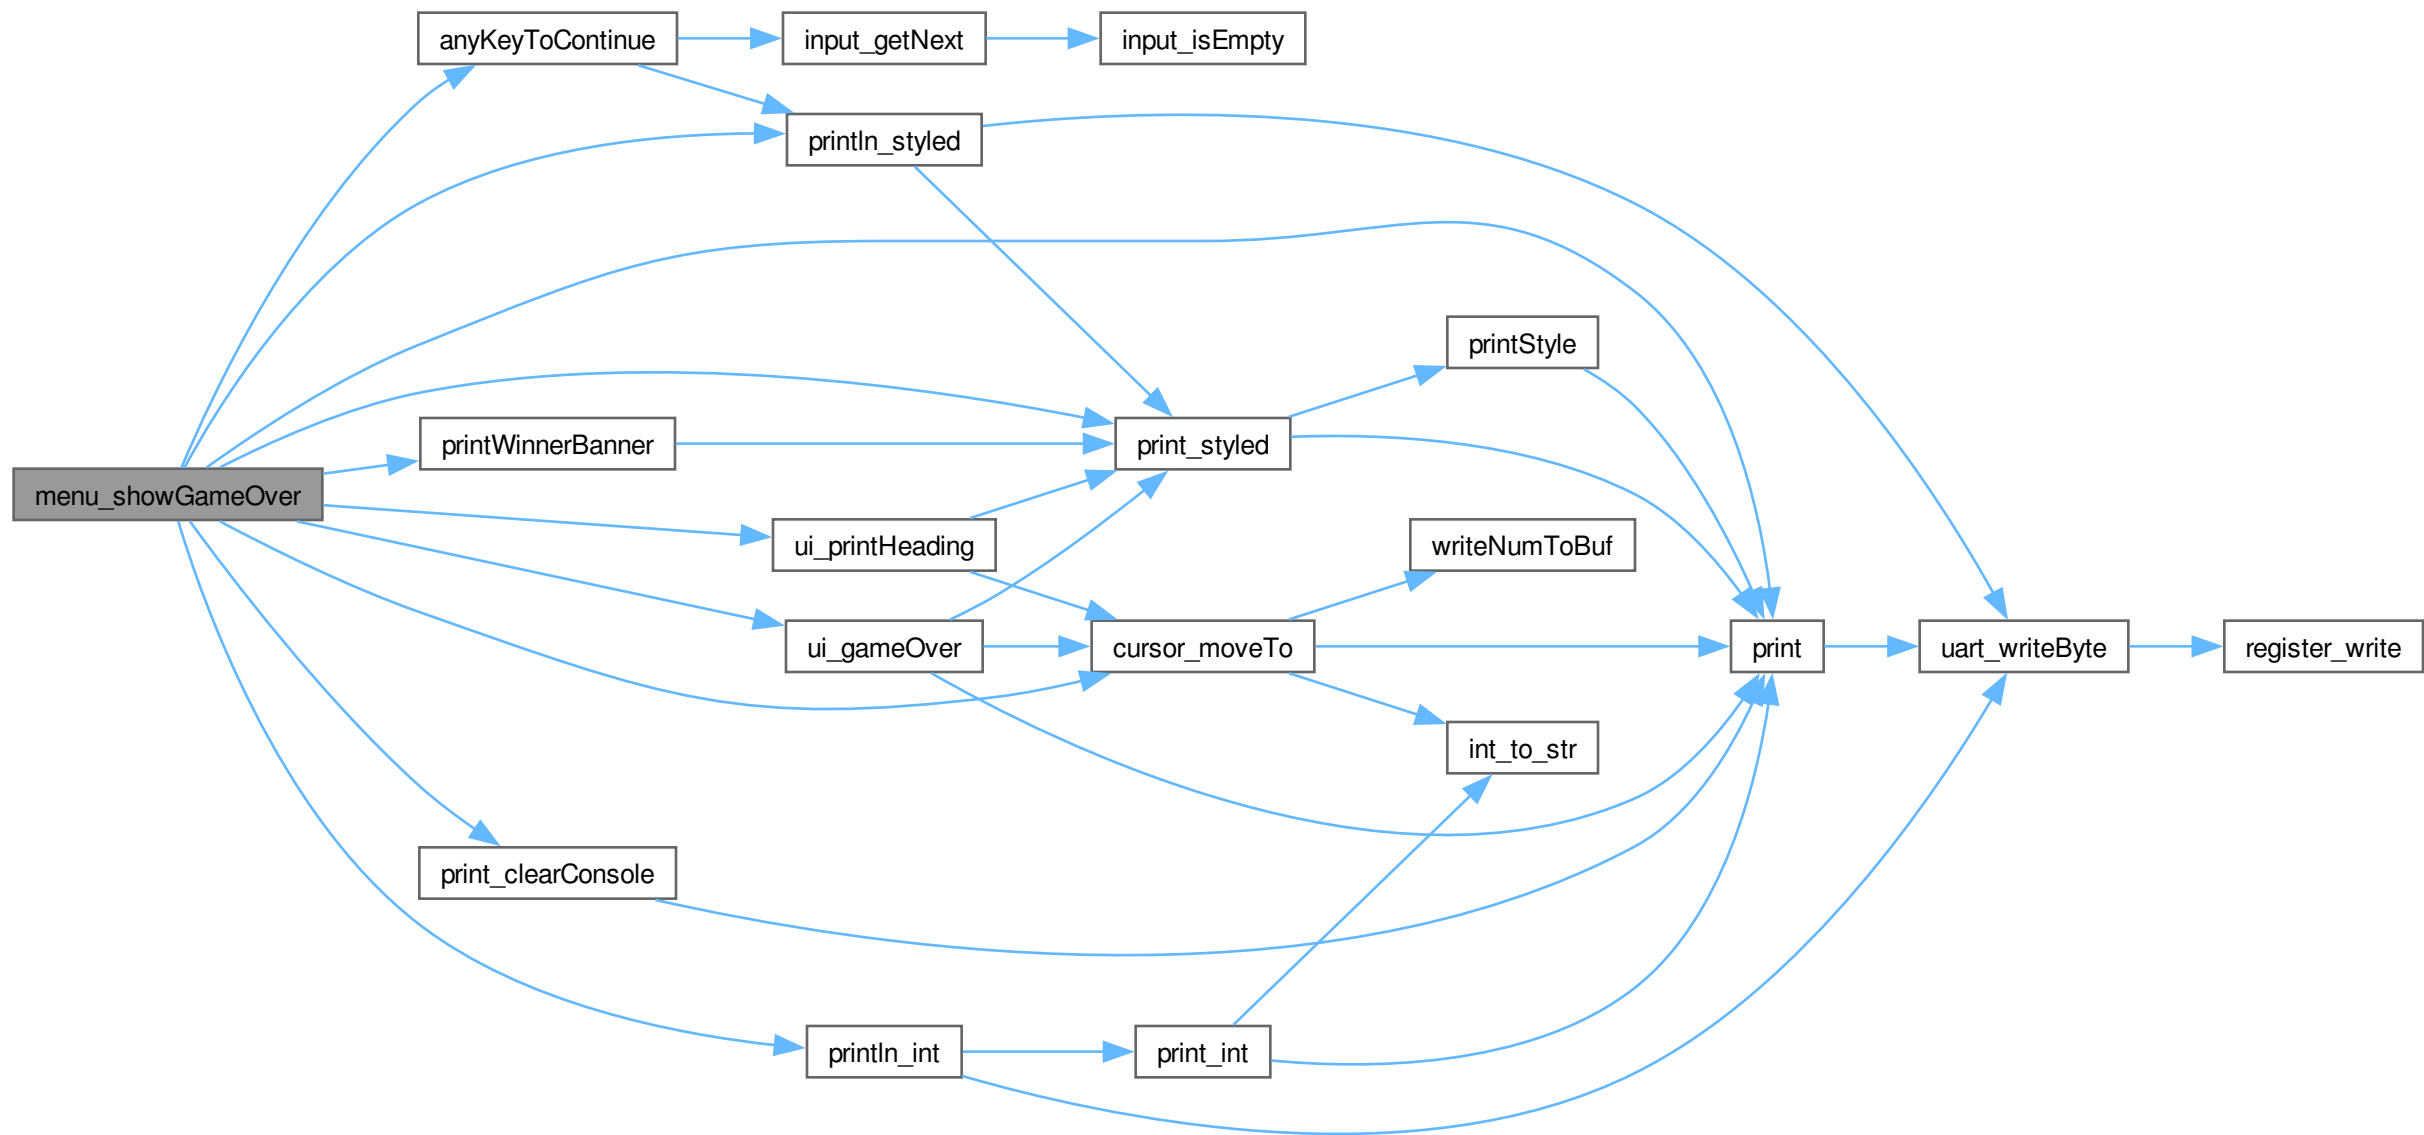 anyKeyToContinue
input_getNext
input_isEmpty
println_styled
printStyle
printWinnerBanner
print_styled
menu_showGameOver
ui_printHeading
writeNumToBuf
ui_gameOver
cursor_moveTo
print
uart_writeByte
register_write
int_to_str
print_clearConsole
println_int
print_int